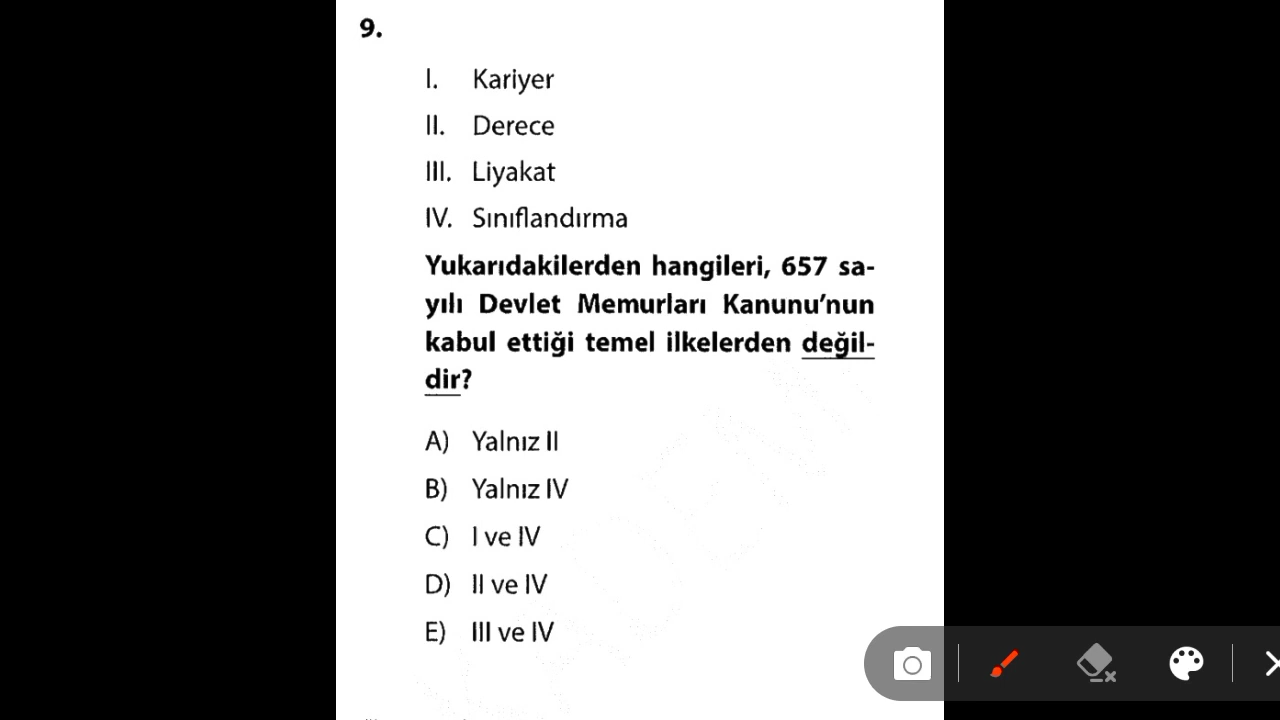 9.
I. Kariyer
II. Derece
III. Liyakat
IV. Sınıflandırma
Yukarıdakilerden hangileri, 657 sa-
yılı Devlet Memurları Kanunu’nun
kabul ettiği temel ilkelerden değil-
dir?
A) Yalnız II
B) Yalnız IV
C) I ve IV
D) II ve IV
E) III ve IV